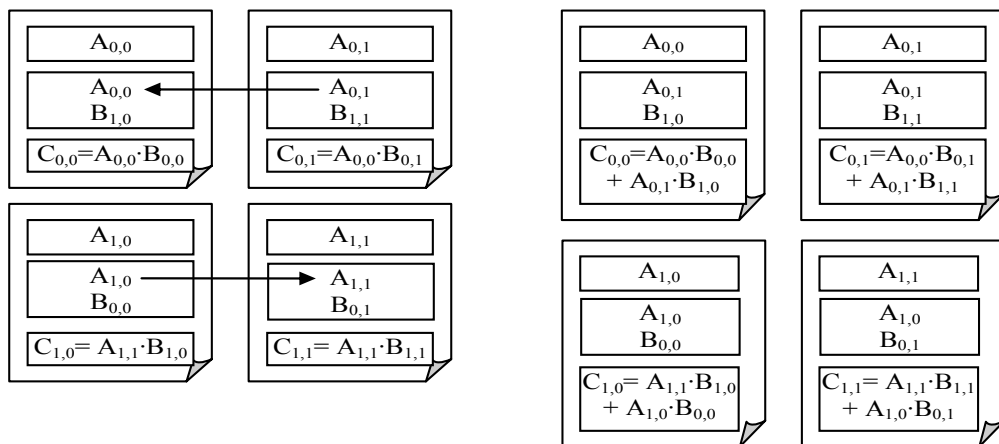 A0,0
A0,0
B1,0
C0,0=A0,0·B0,0
A0,1
A0,1
B1,1
C0,1=A0,0·B0,1
A1,0
A1,0
B0,0
C1,0= A1,1·B1,0
A1,1
A1,1
B0,1
C1,1= A1,1·B1,1
A0,0
A0,1
B1,0
C0,0=A0,0·B0,0
+ A0,1·B1,0
A0,1
A0,1
B1,1
C0,1=A0,0·B0,1
+ A0,1·B1,1
A1,0
A1,0
B0,0
C1,0= A1,1·B1,0
+ A1,0·B0,0
A1,1
A1,0
B0,1
C1,1= A1,1·B1,1
+ A1,0·B0,1